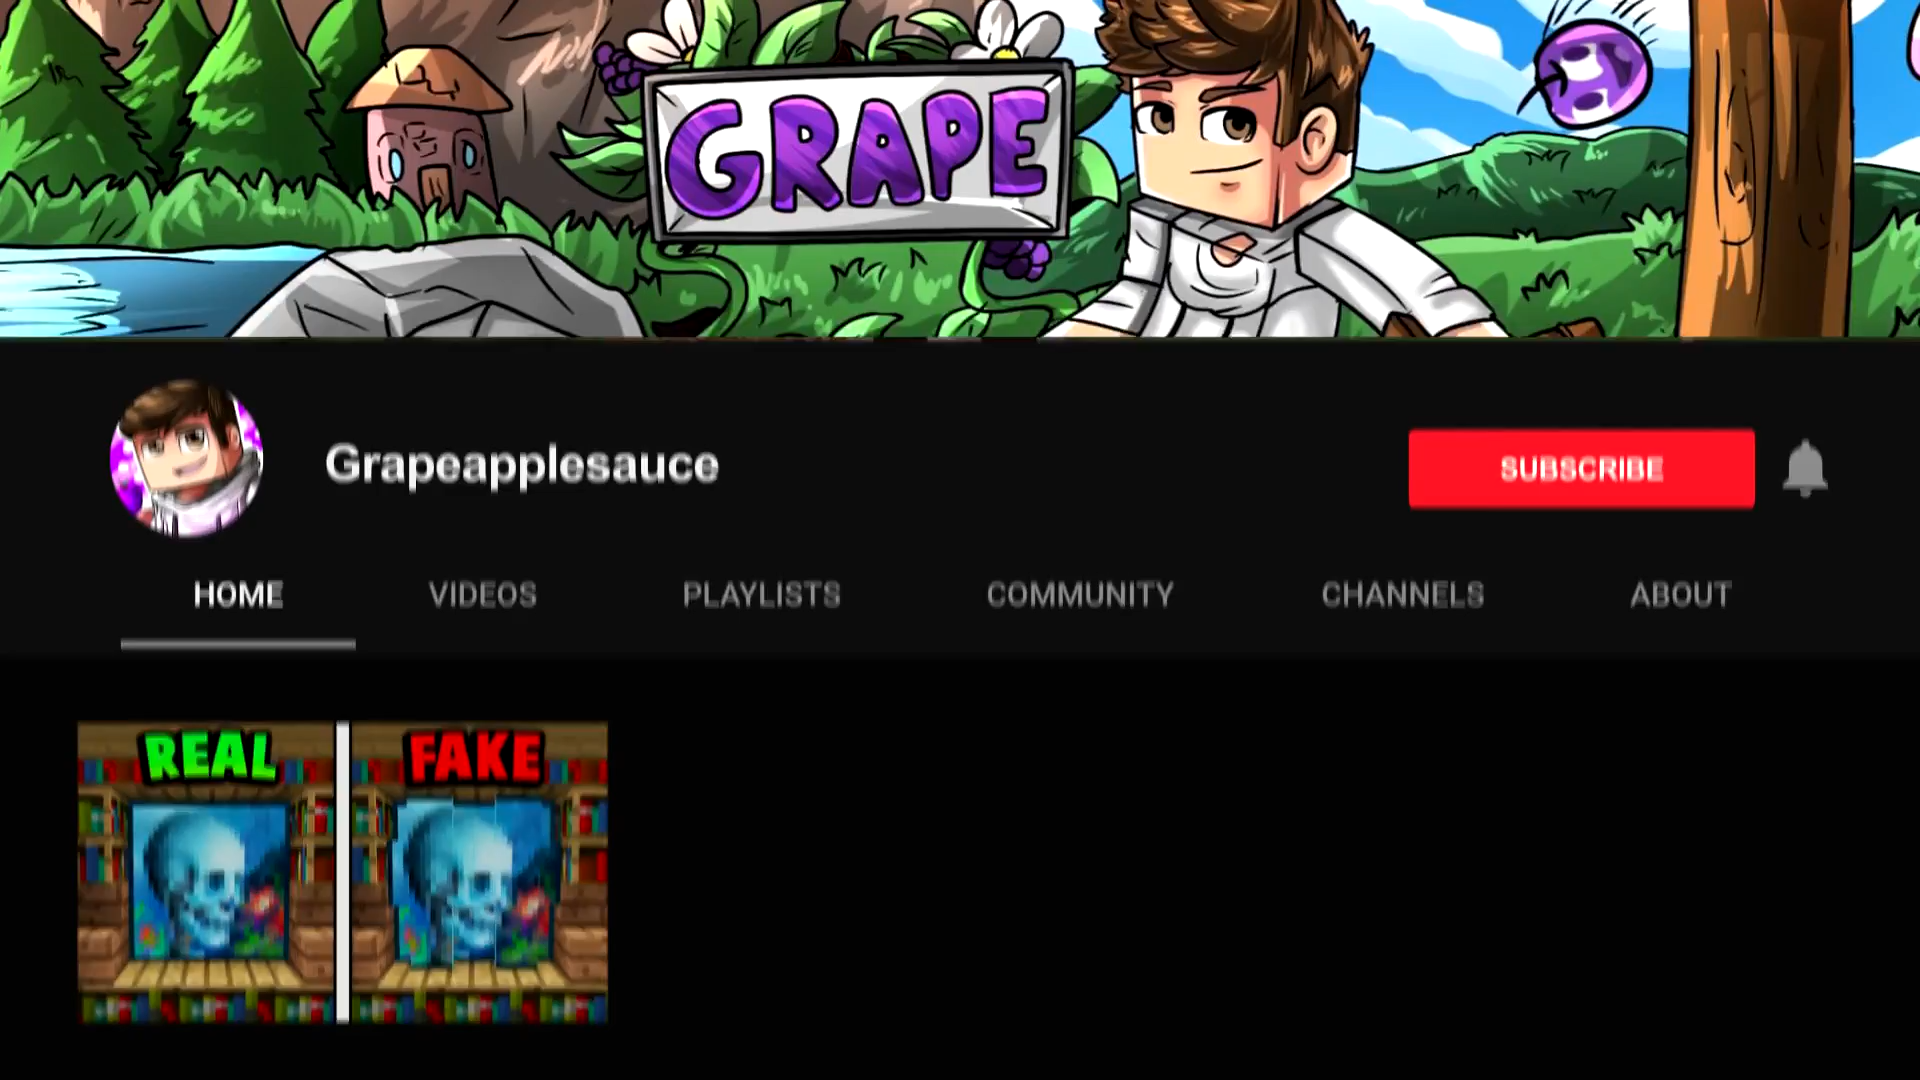 GRAPE
Grapeapplesauce
SUBSCRIBE
HOME VIDEOS PLAYLISTS COMMUNITY CHANNELS ABOUT
REAL FAKE